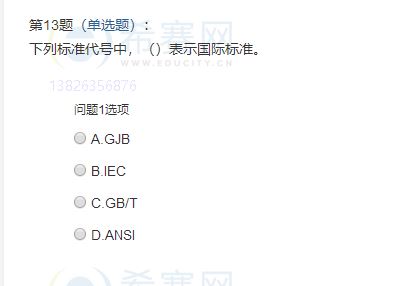 第13题（单选题）：
下列标准代号中，（）表示国际标准。
希赛网
WWW.EDUCITY.CN
13826356876
问题1选项
A.GJB
B.IEC
C.GB/T
D.ANSI
希赛网